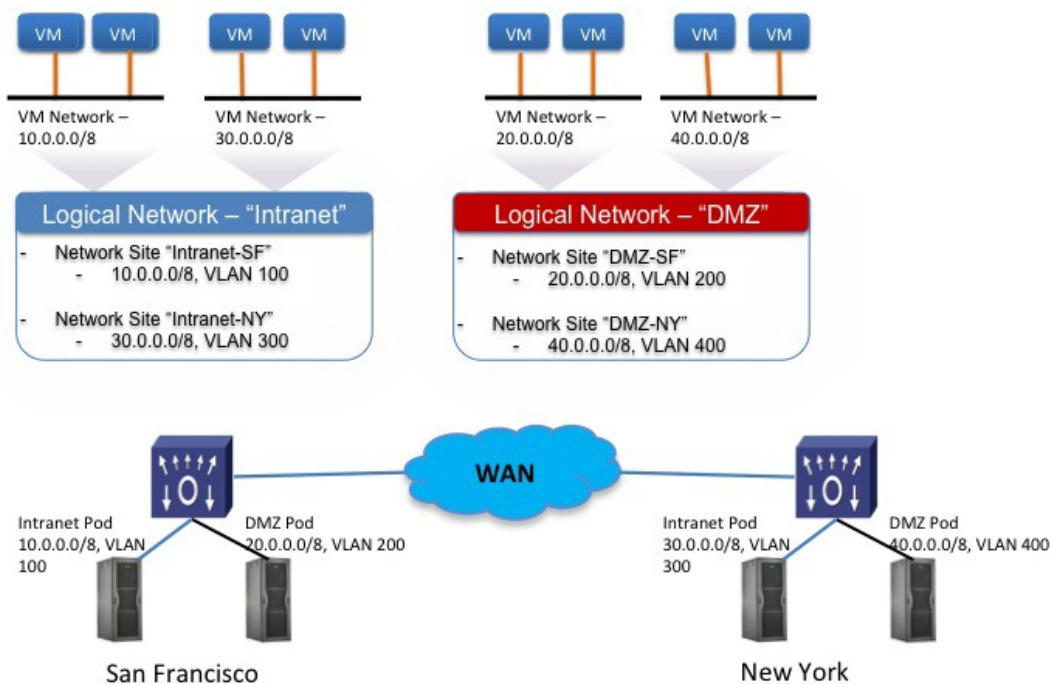 VM
VM
VM
VM
VM
VM
VM
VM
VM Network –
10.0.0.0/8
VM Network –
30.0.0.0/8
VM Network –
20.0.0.0/8
VM Network –
40.0.0.0/8
Logical Network – “Intranet”
- Network Site “Intranet-SF”
- 10.0.0.0/8, VLAN 100
- Network Site “Intranet-NY”
- 30.0.0.0/8, VLAN 300
Logical Network – “DMZ”
- Network Site “DMZ-SF”
- 20.0.0.0/8, VLAN 200
- Network Site “DMZ-NY”
- 40.0.0.0/8, VLAN 400
WAN
Intranet Pod
10.0.0.0/8, VLAN
100
DMZ Pod
20.0.0.0/8, VLAN 200
Intranet Pod
30.0.0.0/8, VLAN
300
DMZ Pod
40.0.0.0/8, VLAN 400
San Francisco
New York